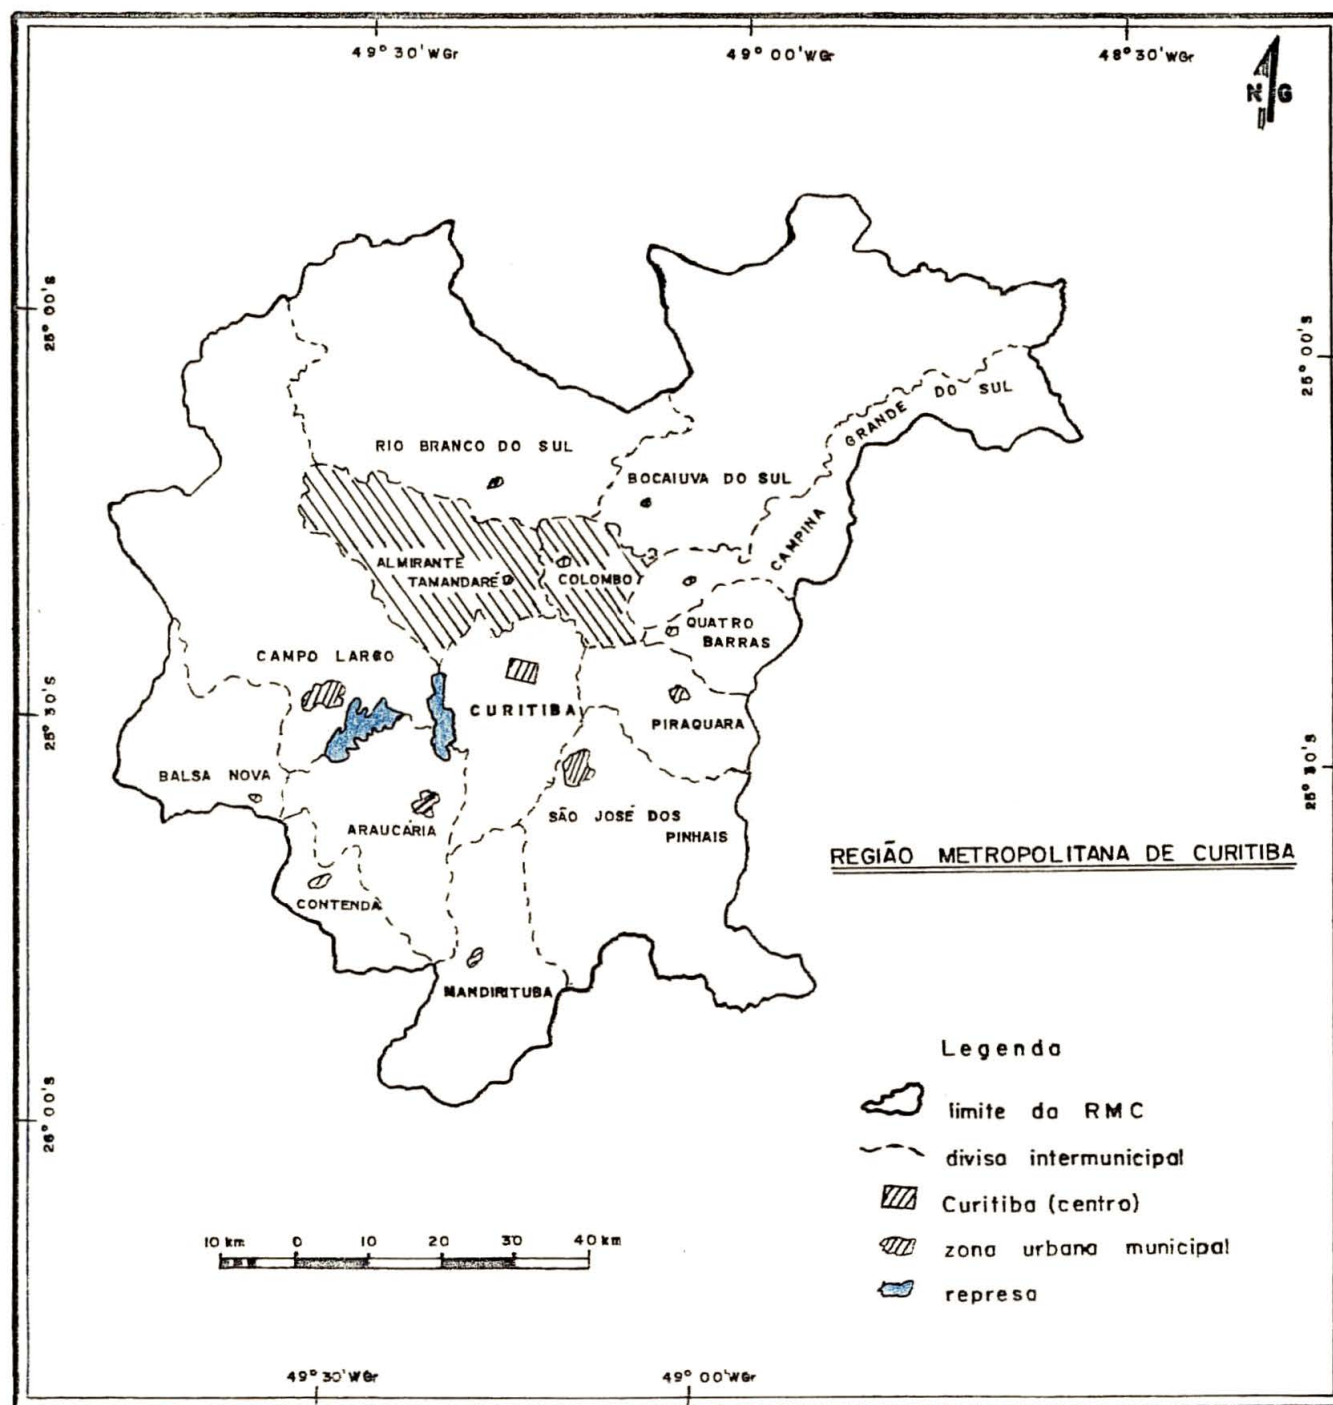 49° 30' WGr
49° 00' WGr
48° 30' WGr
N G
25° 00' S
25° 00' S
RIO BRANCO DO SUL
BOCAIUVA DO SUL
CAMPINA GRANDE DO SUL
ALMIRANTE
TAMANDARÉ
COLOMBO
QUATRO
BARRAS
CAMPO LARGO
CURITIBA
PIRAQUARA
25° 30' S
25° 30' S
BALSA NOVA
ARAUCÁRIA
SÃO JOSÉ DOS
PINHAIS
REGIÃO METROPOLITANA DE CURITIBA
CONTENDA
MANDIRITUBA
26° 00' S
Legenda
limite da RMC
divisa intermunicipal
Curitiba (centro)
zona urbana municipal
represa
10 km 0 10 20 30 40 km
49° 30' WGr
49° 00' WGr